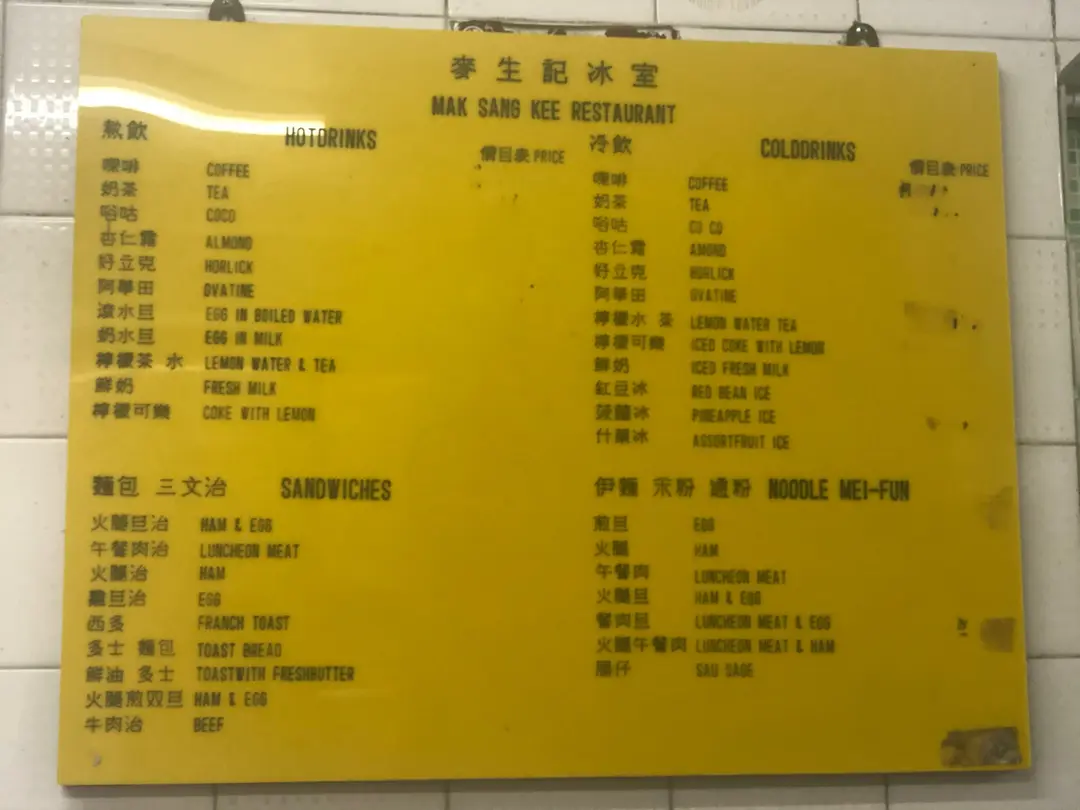 麥生記冰室
MAK SANG KEE RESTAURANT
熱飲 HOTDRINKS
價目表 PRICE
嘿啡 COFFEE
奶茶 TEA
唂咕 COCO
杏仁霜 ALMOND
好立克 HORLICK
阿華田 OVATINE
滾水旦 EGG IN BOILED WATER
奶水旦 EGG IN MILK
檸檬茶 水 LEMON WATER & TEA
鮮奶 FRESH MILK
檸檬可樂 COKE WITH LEMON
冷飲 COLDDRINKS
價目表 PRICE
嘿啡 COFFEE
奶茶 TEA
唂咕 CO CO
杏仁霜 AMOND
好立克 HORLICK
阿華田 OVATINE
檸檬水 茶 LEMON WATER TEA
檸檬可樂 ICED COKE WITH LEMON
鮮奶 ICED FRESH MILK
紅豆冰 RED BEAN ICE
菠蘿冰 PINEAPPLE ICE
什菓冰 ASSORTFRUIT ICE
麵包 三文治 SANDWICHES
火腿旦治 HAM & EGG
午餐肉治 LUNCHEON MEAT
火腿治 HAM
雞旦治 EGG
西多 FRANCH TOAST
多士 麵包 TOAST BREAD
鮮油 多士 TOASTWITH FRESHHUTTER
火腿煎双旦 HAM & EGG
牛肉治 BEEF
伊麵 米粉 通粉 NOODLE MEI-FUN
煎旦 EGG
火腿 HAM
午餐肉 LUNCHEON MEAT
火腿旦 HAM & EGG
餐肉旦 LUNCHEON MEAT & EGG
火腿午餐肉 LUNCHEON MEAT & HAM
腸仔 SAU SAGE